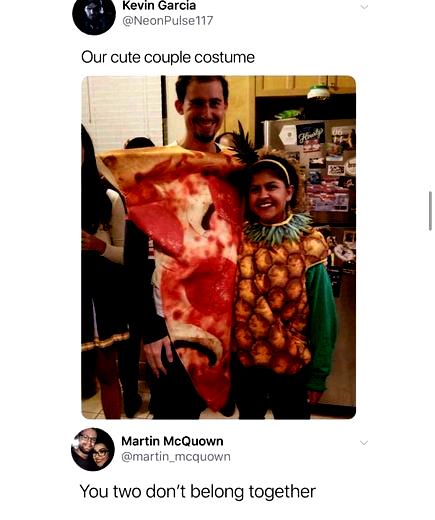 Kevin Garcia
@NeonPulse117
Our cute couple costume
Martin McQuown
@martin_mcquown
You two don't belong together